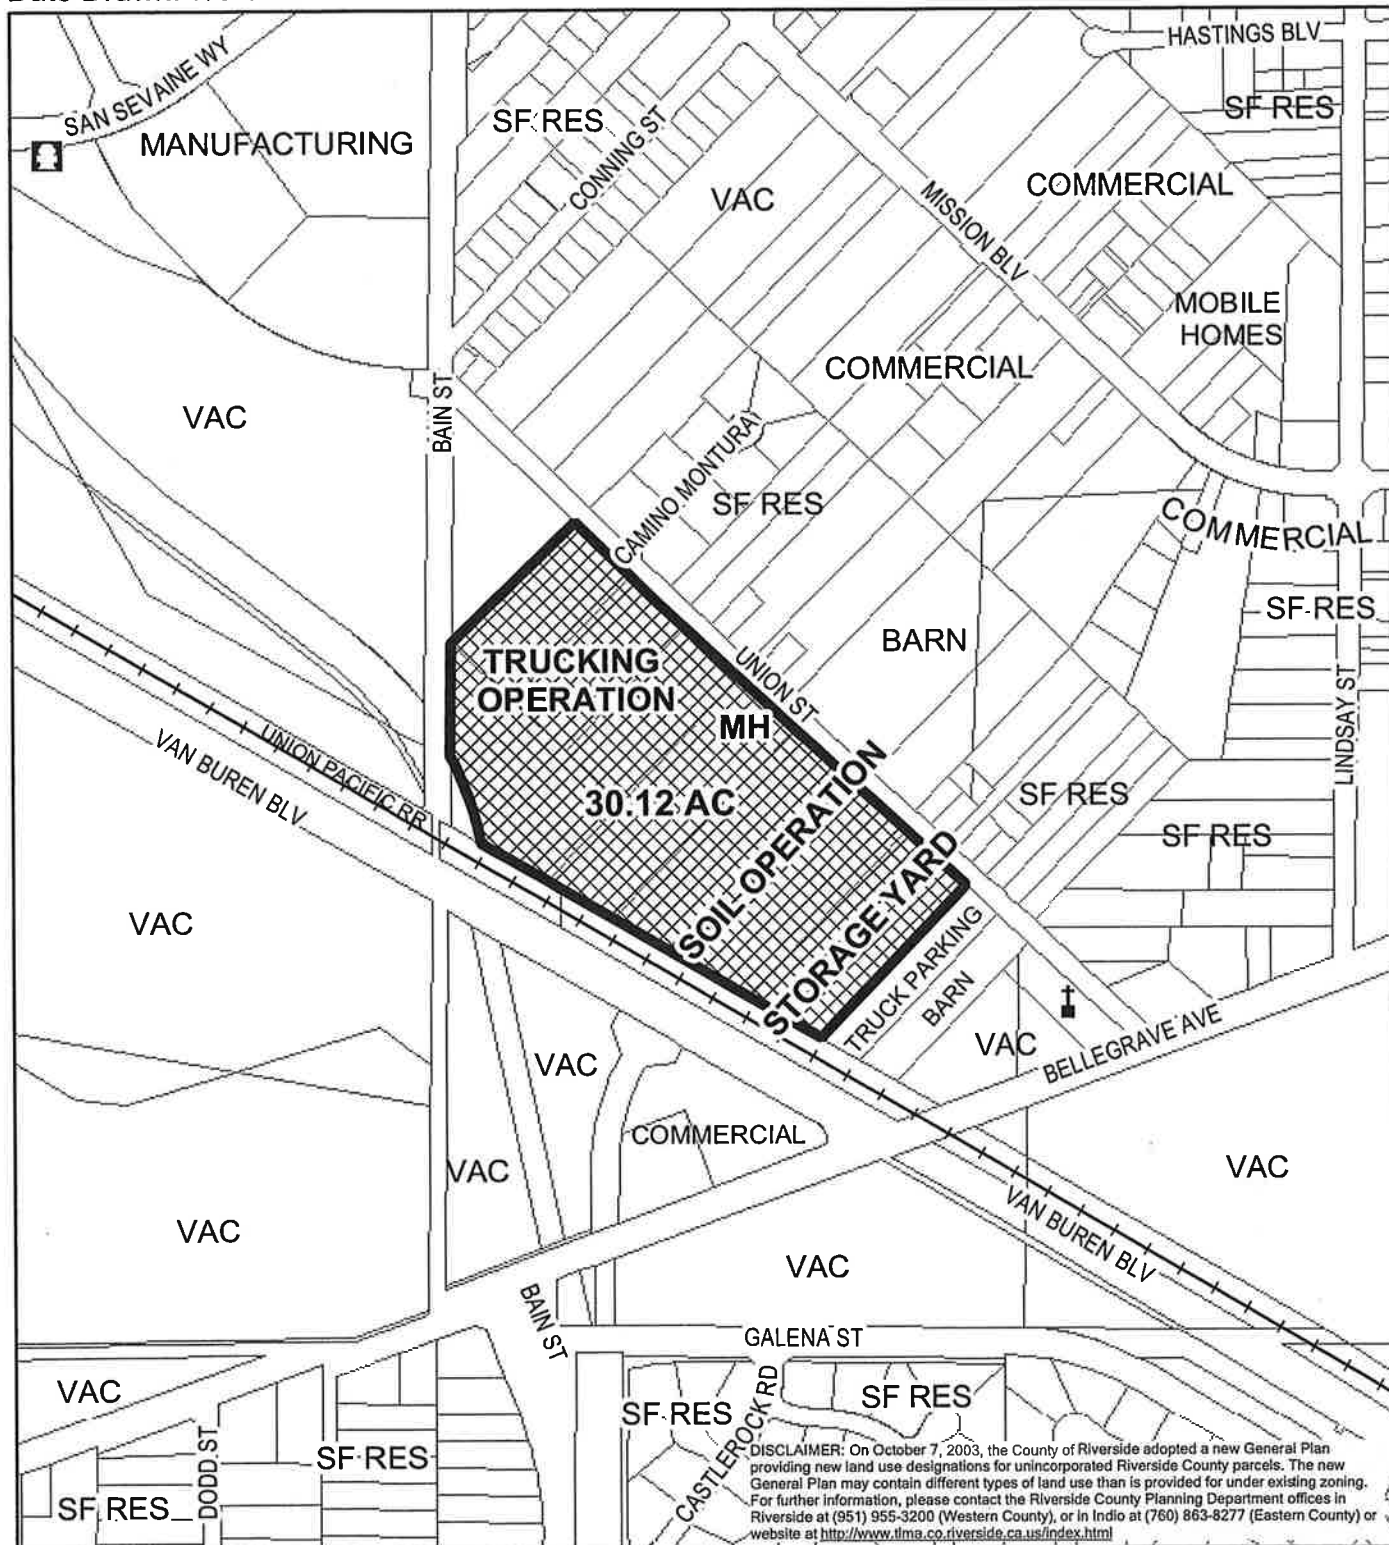 HASTINGS BLV
SAN SEVAINE WY
MANUFACTURING
SF RES
CONNING ST
SF RES
VAC
COMMERCIAL
MISSION BLV
MOBILE
HOMES
COMMERCIAL
VAC
BAIN ST
CAMINO MONTURA
SF RES
COMMERCIAL
SF RES
BARN
TRUCKING
OPERATION
MH
UNION ST
LINDSAY ST
UNION PACIFIC RR
VAN BUREN BLV
30.12 AC
SOIL OPERATION
SF RES
SF RES
STORAGE YARD
VAC
TRUCK PARKING
BARN
VAC
VAC
BELLEGRAVE AVE
COMMERCIAL
VAC
VAC
VAC
VAN BUREN BLV
VAC
BAIN ST
GALENA ST
VAC
SF RES
CASTLEROCK RD
SF RES
DODD ST
SF RES
SF RES
DISCLAIMER: On October 7, 2003, the County of Riverside adopted a new General Plan
providing new land use designations for unincorporated Riverside County parcels. The new
General Plan may contain different types of land use than is provided for under existing zoning.
For further information, please contact the Riverside County Planning Department offices in
Riverside at (951) 955-3200 (Western County), or in Indio at (760) 863-8277 (Eastern County) or
website at http://www.tlma.co.riverside.ca.us/index.html